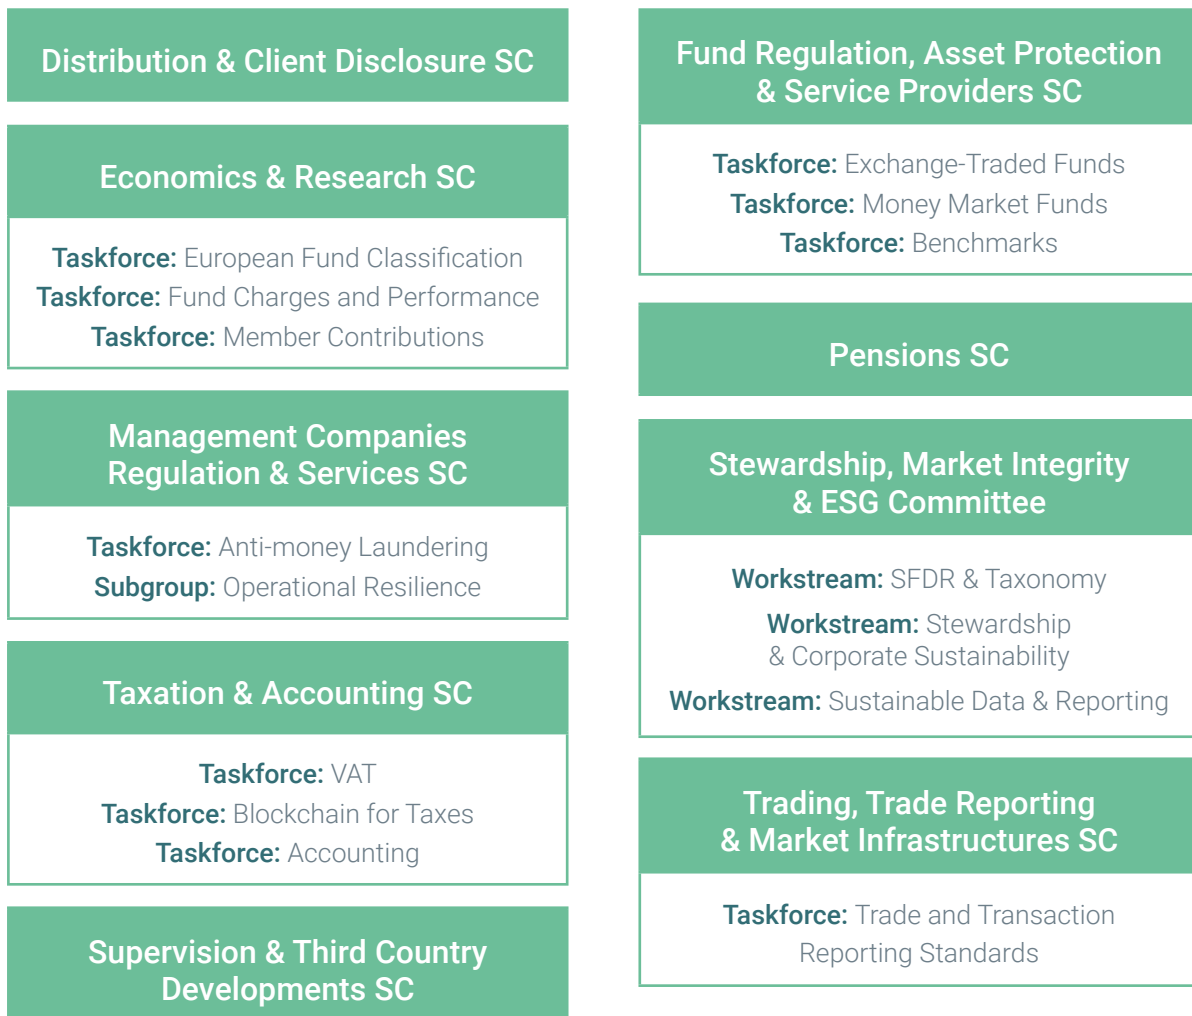 Distribution & Client Disclosure SC
Economics & Research SC
Taskforce: European Fund Classification
Taskforce: Fund Charges and Performance
Taskforce: Member Contributions
Management Companies
Regulation & Services SC
Taskforce: Anti-money Laundering
Subgroup: Operational Resilience
Taxation & Accounting SC
Taskforce: VAT
Taskforce: Blockchain for Taxes
Taskforce: Accounting
Supervision & Third Country
Developments SC
Fund Regulation, Asset Protection
& Service Providers SC
Taskforce: Exchange-Traded Funds
Taskforce: Money Market Funds
Taskforce: Benchmarks
Pensions SC
Stewardship, Market Integrity
& ESG Committee
Workstream: SFDR & Taxonomy
Workstream: Stewardship
& Corporate Sustainability
Workstream: Sustainable Data & Reporting
Trading, Trade Reporting
& Market Infrastructures SC
Taskforce: Trade and Transaction
Reporting Standards